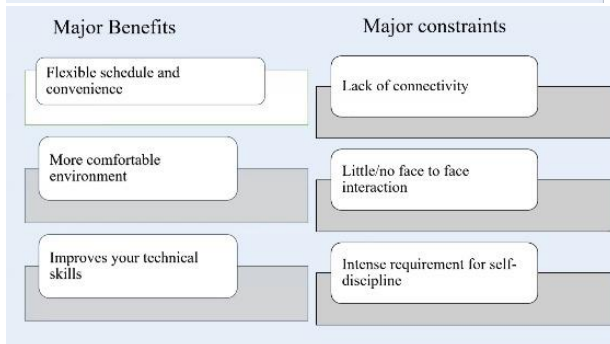 Major Benefits
Flexible schedule and
convenience
More comfortable
environment
Improves your technical
skills
Major constraints
Lack of connectivity
Little/no face to face
interaction
Intense requirement for self-
discipline